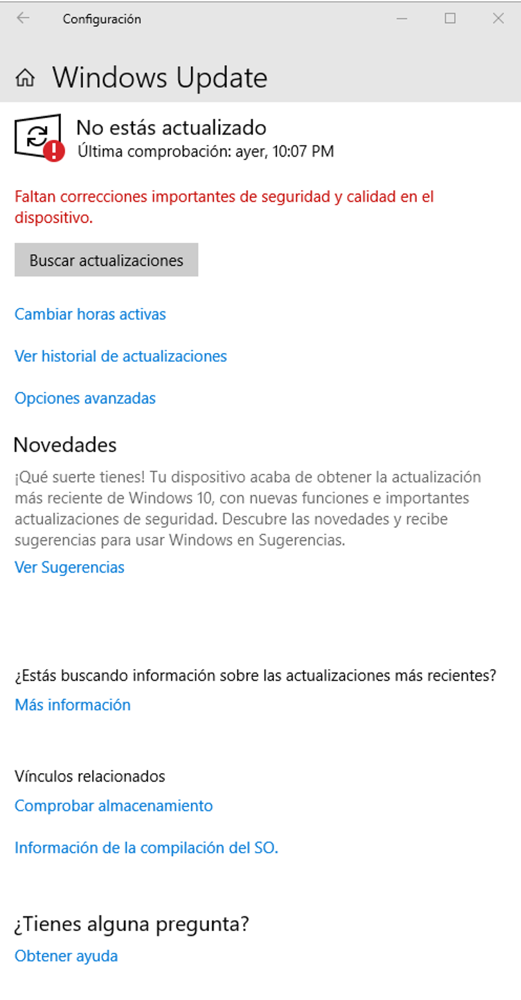 Configuración
Windows Update
No estás actualizado
Última comprobación: ayer, 10:07 PM
Faltan correcciones importantes de seguridad y calidad en el
dispositivo.
Buscar actualizaciones
Cambiar horas activas
Ver historial de actualizaciones
Opciones avanzadas
Novedades
¡Qué suerte tienes! Tu dispositivo acaba de obtener la actualización
más reciente de Windows 10, con nuevas funciones e importantes
actualizaciones de seguridad. Descubre las novedades y recibe
sugerencias para usar Windows en Sugerencias.
Ver Sugerencias
¿Estás buscando información sobre las actualizaciones más recientes?
Más información
Vínculos relacionados
Comprobar almacenamiento
Información de la compilación del SO.
¿Tienes alguna pregunta?
Obtener ayuda